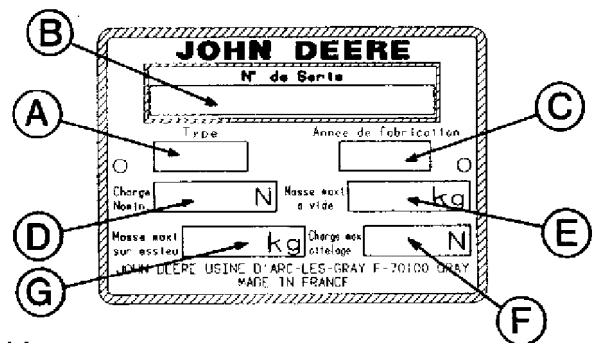 B
JOHN DEERE
N° de Serie
A
C
Type
Annee de fabrication
Charge Nomin
N
Masse maxi a vide
kg
D
E
Masse maxi sur essieu
kg
Charge max attelage
N
JOHN DEERE USINE D'ARC-LES-GRAY F-70100 GRAY
MADE IN FRANCE
G
F